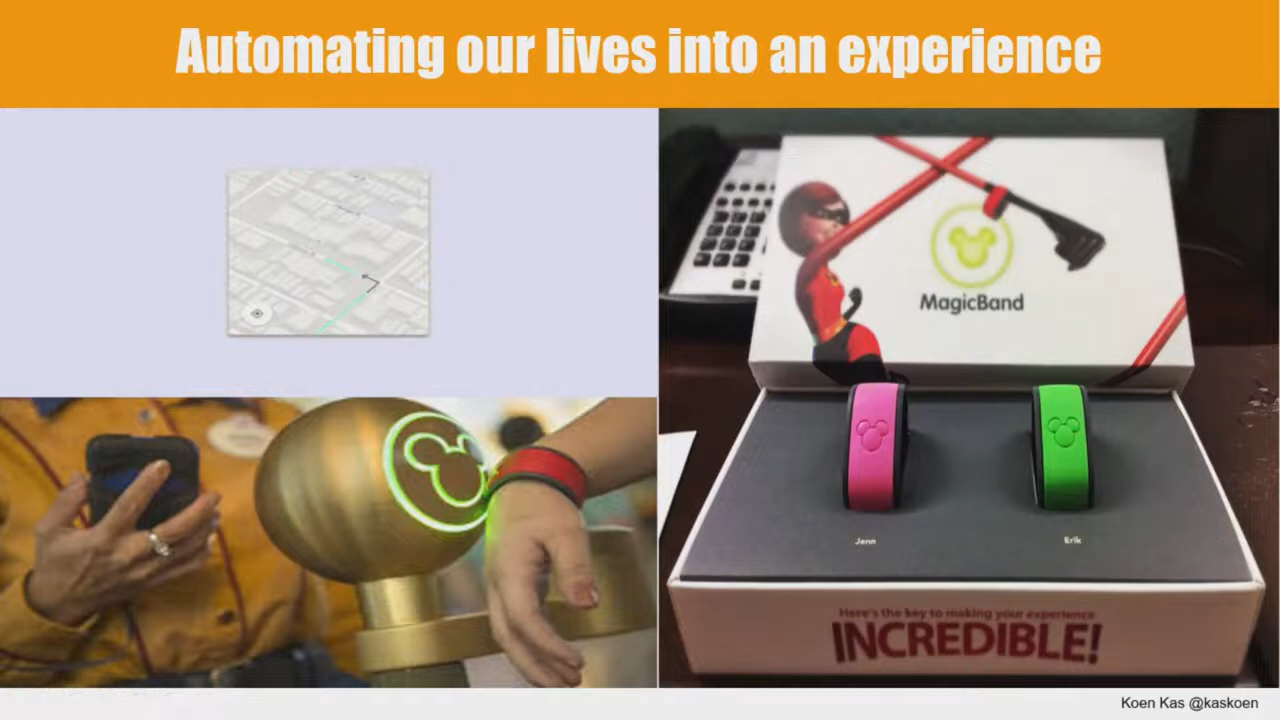 Automating our lives into an experience
MagicBand
Jenn
Erik
Here's the key to making your experience
INCREDIBLE!
Koen Kas @kaskoen